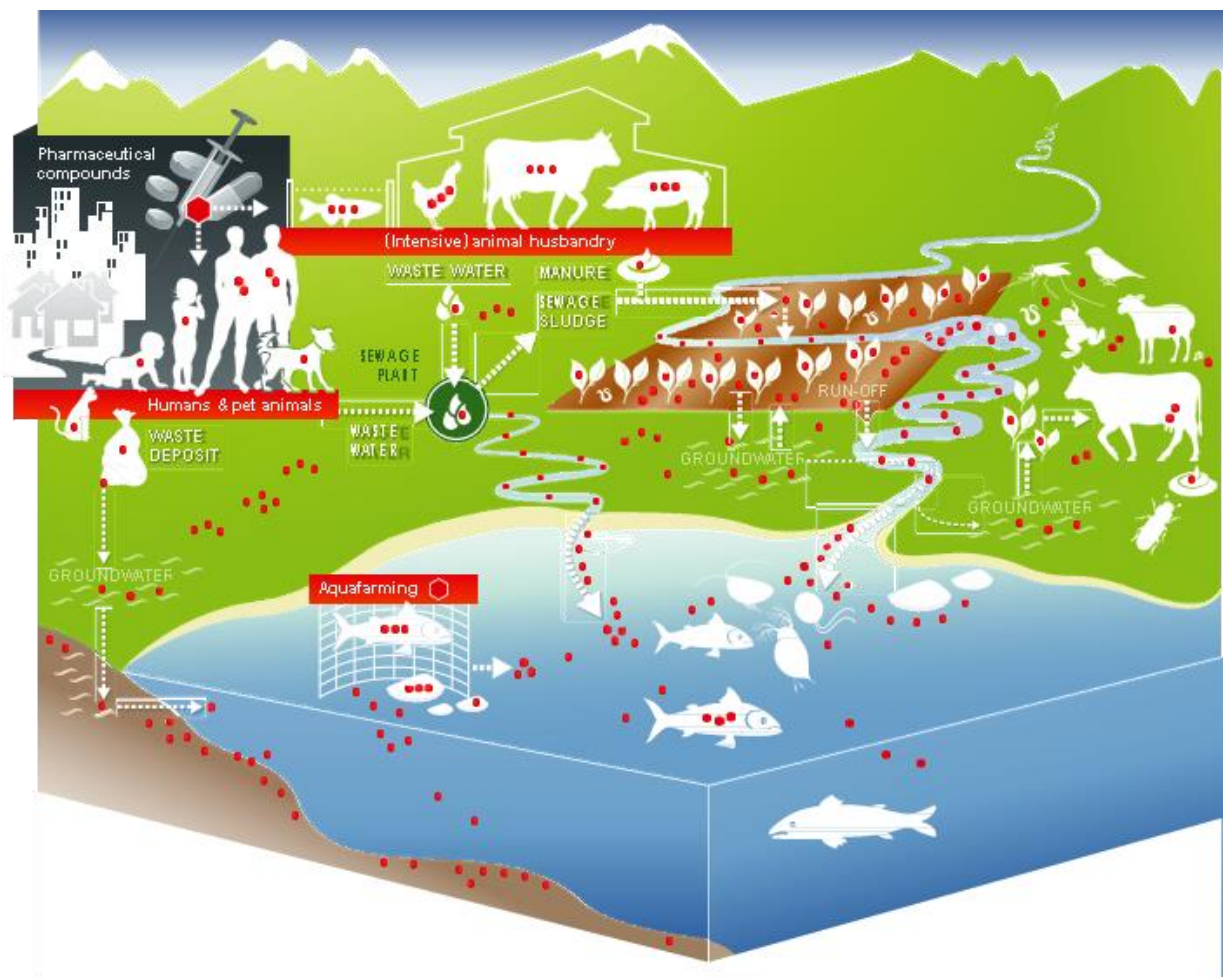 Pharmaceutical
compounds
(Intensive) animal husbandry
WASTE WATER
MANURE
SEWAGE
SLUDGE
SEWAGE
PLANT
RUN-OFF
Humans & pet animals
WASTE
DEPOSIT
WASTE
WATER
GROUNDWATER
GROUNDWATER
GROUNDWATER
Aquafarming